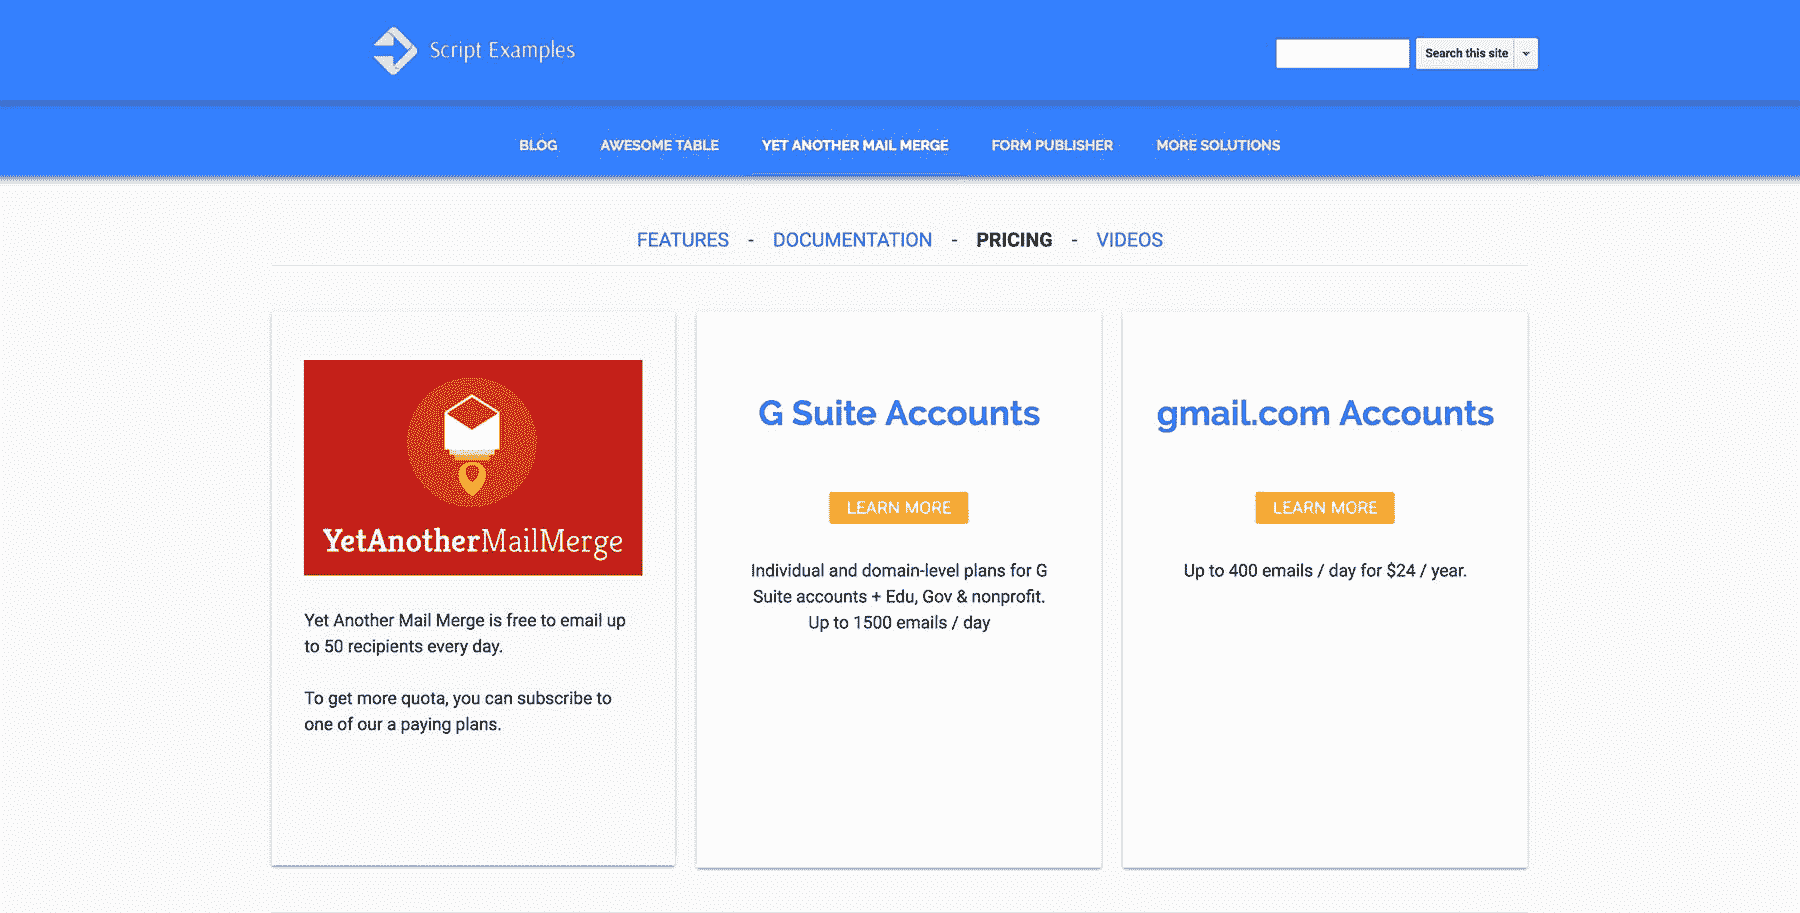 Script Examples
Search this site
BLOG AWESOME TABLE YET ANOTHER MAIL MERGE FORM PUBLISHER MORE SOLUTIONS
FEATURES - DOCUMENTATION - PRICING - VIDEOS
YetAnotherMailMerge
Yet Another Mail Merge is free to email up
to 50 recipients every day.
To get more quota, you can subscribe to
one of our a paying plans.
G Suite Accounts
LEARN MORE
Individual and domain-level plans for G
Suite accounts + Edu, Gov & nonprofit.
Up to 1500 emails / day
gmail.com Accounts
LEARN MORE
Up to 400 emails / day for $24 / year.